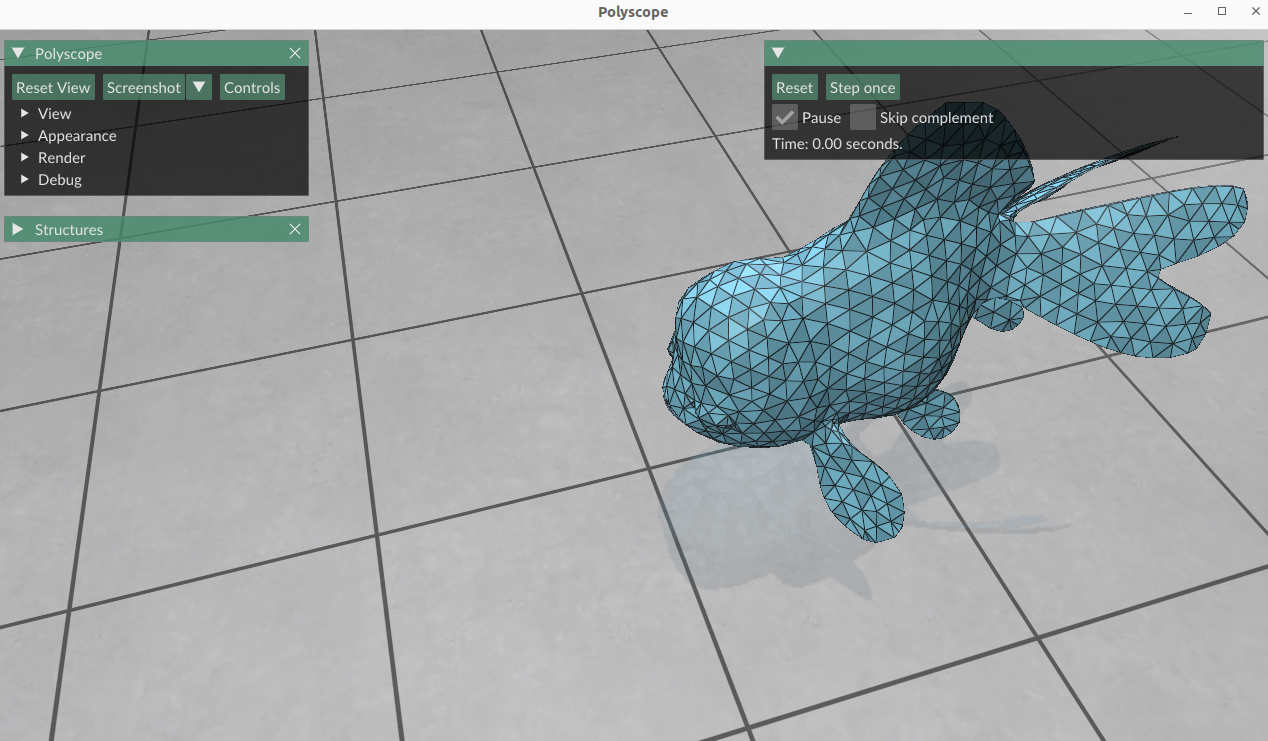 Polyscope
Polyscope
Reset View Screenshot Controls
View
Appearance
Render
Debug
Structures
Reset Step once
Pause Skip complement
Time: 0.00 seconds.